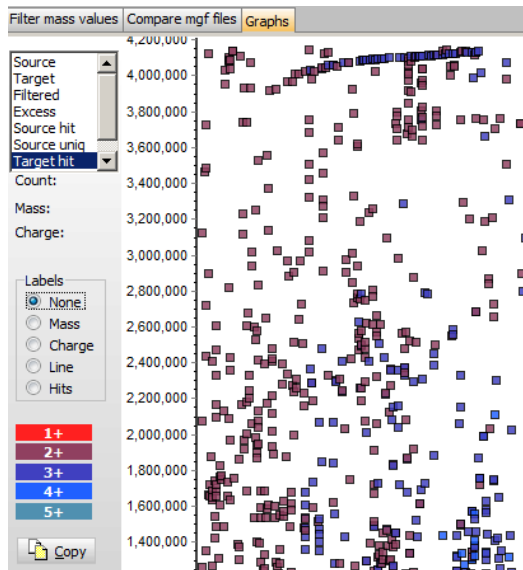 Filter mass values Compare mgf files Graphs
Source
Target
Filtered
Excess
Source hit
Source uniq
Target hit
Count:
Mass:
Charge:
Labels
None
Mass
Charge
Line
Hits
1+
2+
3+
4+
5+
Copy
4,200,000
4,000,000
3,800,000
3,600,000
3,400,000
3,200,000
3,000,000
2,800,000
2,600,000
2,400,000
2,200,000
2,000,000
1,800,000
1,600,000
1,400,000